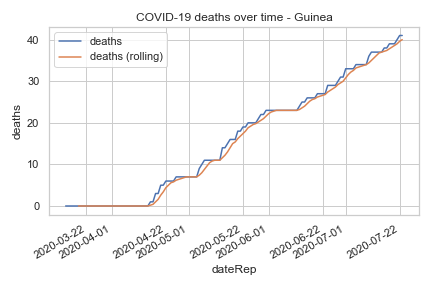 COVID-19 deaths over time - Guinea
deaths
deaths (rolling)
40
30
20
10
0
deaths
2020-03-22
2020-04-01
2020-04-22
2020-05-01
2020-05-22
2020-06-01
2020-06-22
2020-07-01
2020-07-22
dateRep